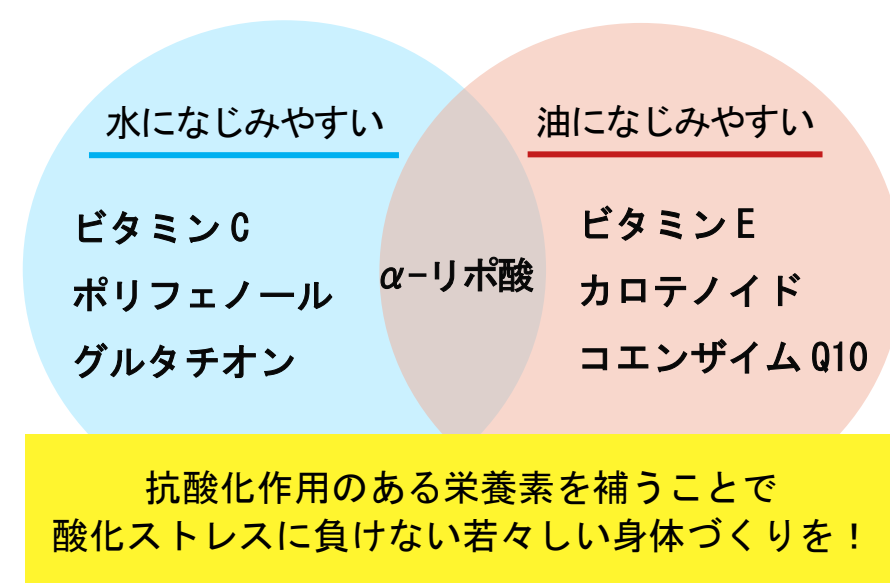 水になじみやすい
ビタミンC
ポリフェノール
グルタチオン
α-リポ酸
油になじみやすい
ビタミンE
カロテノイド
コエンザイムQ10
抗酸化作用のある栄養素を補うことで
酸化ストレスに負けない若々しい身体づくりを！